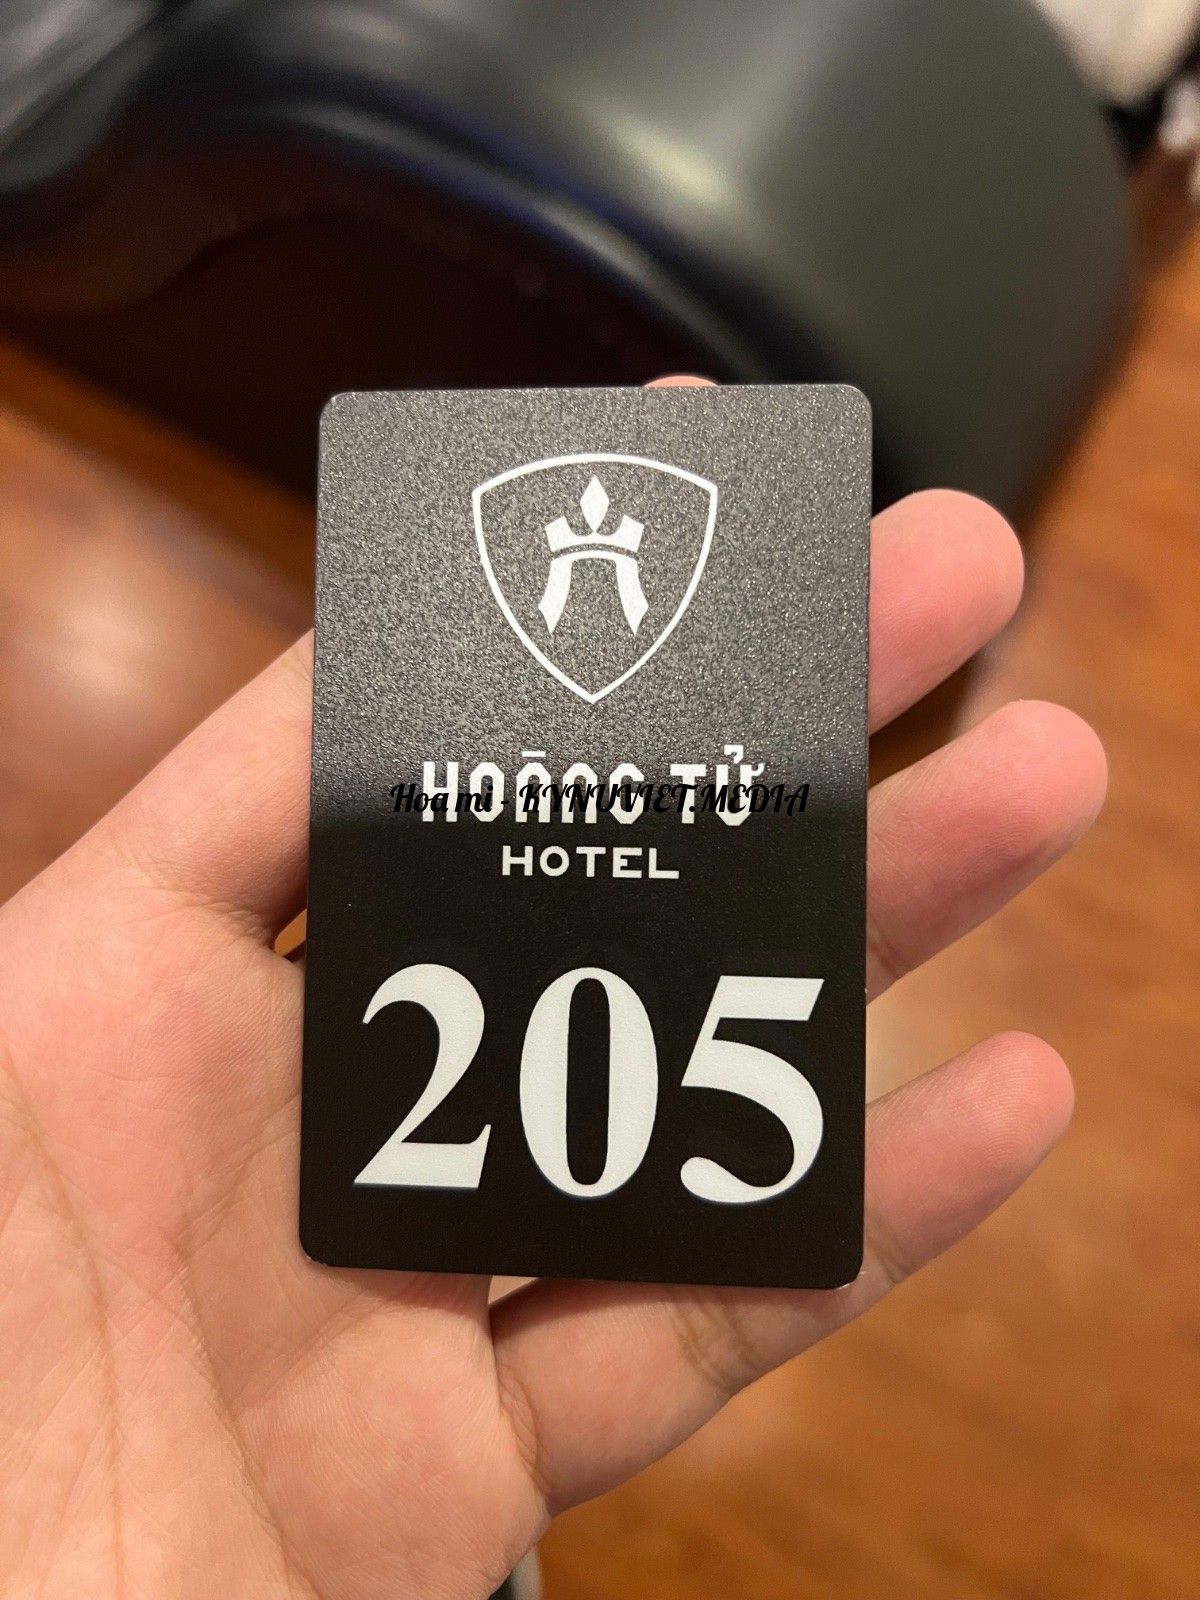 HOÀNG TỬ
Hoa mi - KYNUVIET.MEDIA
HOTEL
205